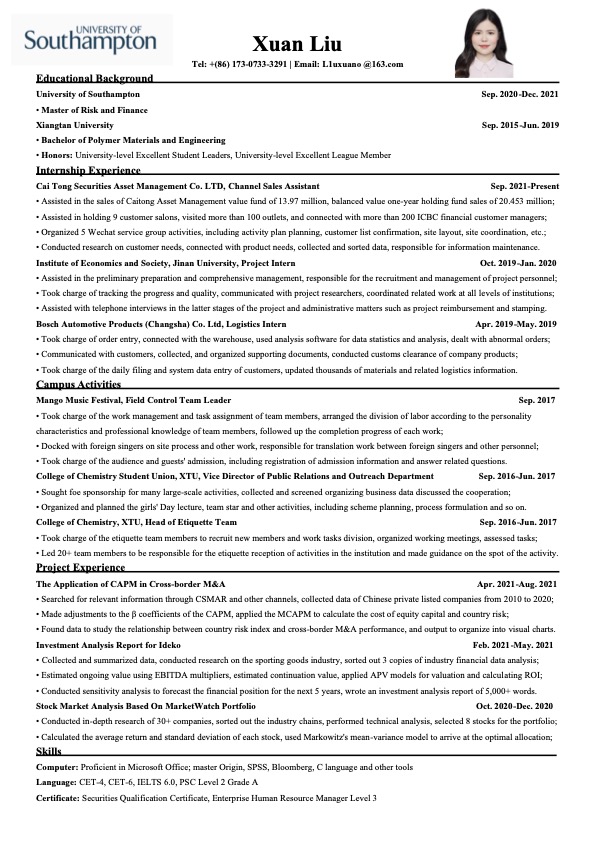 UNIVERSITY OF
Southampton
Xuan Liu
Tel: +(86) 173-0733-3291 | Email: L1uxuano @163.com
Educational Background
University of Southampton Sep. 2020-Dec. 2021
• Master of Risk and Finance
Xiangtan University Sep. 2015-Jun. 2019
• Bachelor of Polymer Materials and Engineering
• Honors: University-level Excellent Student Leaders, University-level Excellent League Member
Internship Experience
Cai Tong Securities Asset Management Co. LTD, Channel Sales Assistant Sep. 2021-Present
• Assisted in the sales of Caitong Asset Management value fund of 13.97 million, balanced value one-year holding fund sales of 20.453 million;
• Assisted in holding 9 customer salons, visited more than 100 outlets, and connected with more than 200 ICBC financial customer managers;
• Organized 5 Wechat service group activities, including activity plan planning, customer list confirmation, site layout, site coordination, etc.;
• Conducted research on customer needs, connected with product needs, collected and sorted data, responsible for information maintenance.
Institute of Economics and Society, Jinan University, Project Intern Oct. 2019-Jan. 2020
• Assisted in the preliminary preparation and comprehensive management, responsible for the recruitment and management of project personnel;
• Took charge of tracking the progress and quality, communicated with project researchers, coordinated related work at all levels of institutions;
• Assisted with telephone interviews in the latter stages of the project and administrative matters such as project reimbursement and stamping.
Bosch Automotive Products (Changsha) Co. Ltd, Logistics Intern Apr. 2019-May. 2019
• Took charge of order entry, connected with the warehouse, used analysis software for data statistics and analysis, dealt with abnormal orders;
• Communicated with customers, collected, and organized supporting documents, conducted customs clearance of company products;
• Took charge of the daily filing and system data entry of customers, updated thousands of materials and related logistics information.
Campus Activities
Mango Music Festival, Field Control Team Leader Sep. 2017
• Took charge of the work management and task assignment of team members, arranged the division of labor according to the personality
characteristics and professional knowledge of team members, followed up the completion progress of each work;
• Docked with foreign singers on site process and other work, responsible for translation work between foreign singers and other personnel;
• Took charge of the audience and guests' admission, including registration of admission information and answer related questions.
College of Chemistry Student Union, XTU, Vice Director of Public Relations and Outreach Department Sep. 2016-Jun. 2017
• Sought foe sponsorship for many large-scale activities, collected and screened organizing business data discussed the cooperation;
• Organized and planned the girls' Day lecture, team star and other activities, including scheme planning, process formulation and so on.
College of Chemistry, XTU, Head of Etiquette Team Sep. 2016-Jun. 2017
• Took charge of the etiquette team members to recruit new members and work tasks division, organized working meetings, assessed tasks;
• Led 20+ team members to be responsible for the etiquette reception of activities in the institution and made guidance on the spot of the activity.
Project Experience
The Application of CAPM in Cross-border M&A Apr. 2021-Aug. 2021
• Searched for relevant information through CSMAR and other channels, collected data of Chinese private listed companies from 2010 to 2020;
• Made adjustments to the β coefficients of the CAPM, applied the MCAPM to calculate the cost of equity capital and country risk;
• Found data to study the relationship between country risk index and cross-border M&A performance, and output to organize into visual charts.
Investment Analysis Report for Ideko Feb. 2021-May. 2021
• Collected and summarized data, conducted research on the sporting goods industry, sorted out 3 copies of industry financial data analysis;
• Estimated ongoing value using EBITDA multipliers, estimated continuation value, applied APV models for valuation and calculating ROI;
• Conducted sensitivity analysis to forecast the financial position for the next 5 years, wrote an investment analysis report of 5,000+ words.
Stock Market Analysis Based On MarketWatch Portfolio Oct. 2020-Dec. 2020
• Conducted in-depth research of 30+ companies, sorted out the industry chains, performed technical analysis, selected 8 stocks for the portfolio;
• Calculated the average return and standard deviation of each stock, used Markowitz's mean-variance model to arrive at the optimal allocation;
Skills
Computer: Proficient in Microsoft Office; master Origin, SPSS, Bloomberg, C language and other tools
Language: CET-4, CET-6, IELTS 6.0, PSC Level 2 Grade A
Certificate: Securities Qualification Certificate, Enterprise Human Resource Manager Level 3